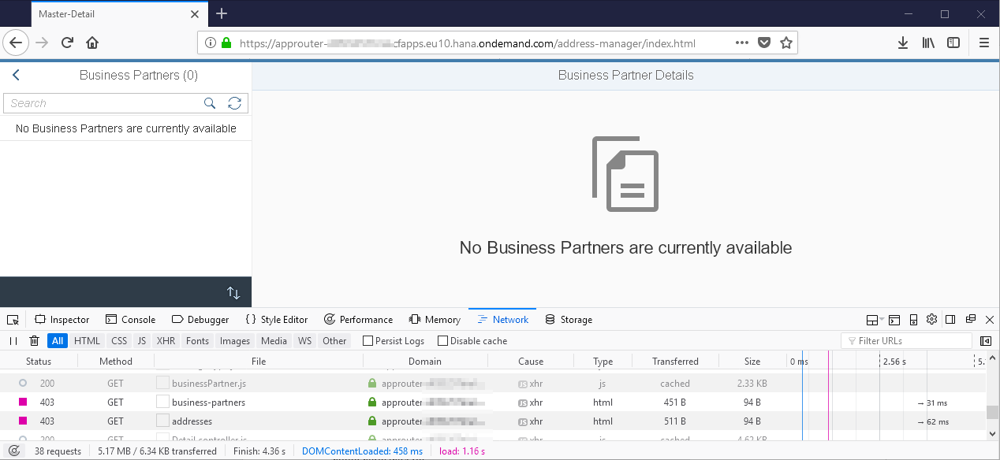 Master-Detail
https://approuter- cfapps.eu10.hana.ondemand.com/address-manager/index.html
Business Partners (0)
Business Partner Details
Search
No Business Partners are currently available
No Business Partners are currently available
Inspector Console Debugger { } Style Editor Performance Memory Network Storage
All HTML CSS JS XHR Fonts Images Media WS Other Persist Logs Disable cache Filter URLs
Status Method File Domain Cause Type Transferred Size 0 ms 2.56 s 5.
200 GET businessPartner.js approuter JS xhr js cached 2.33 KB
403 GET business-partners approuter JS xhr html 451 B 94 B → 31 ms
403 GET addresses approuter JS xhr html 511 B 94 B → 62 ms
200 GET Detail.controller.js approuter JS xhr js cached 4.62 KB
38 requests 5.17 MB / 6.34 KB transferred Finish: 4.36 s DOMContentLoaded: 458 ms load: 1.16 s